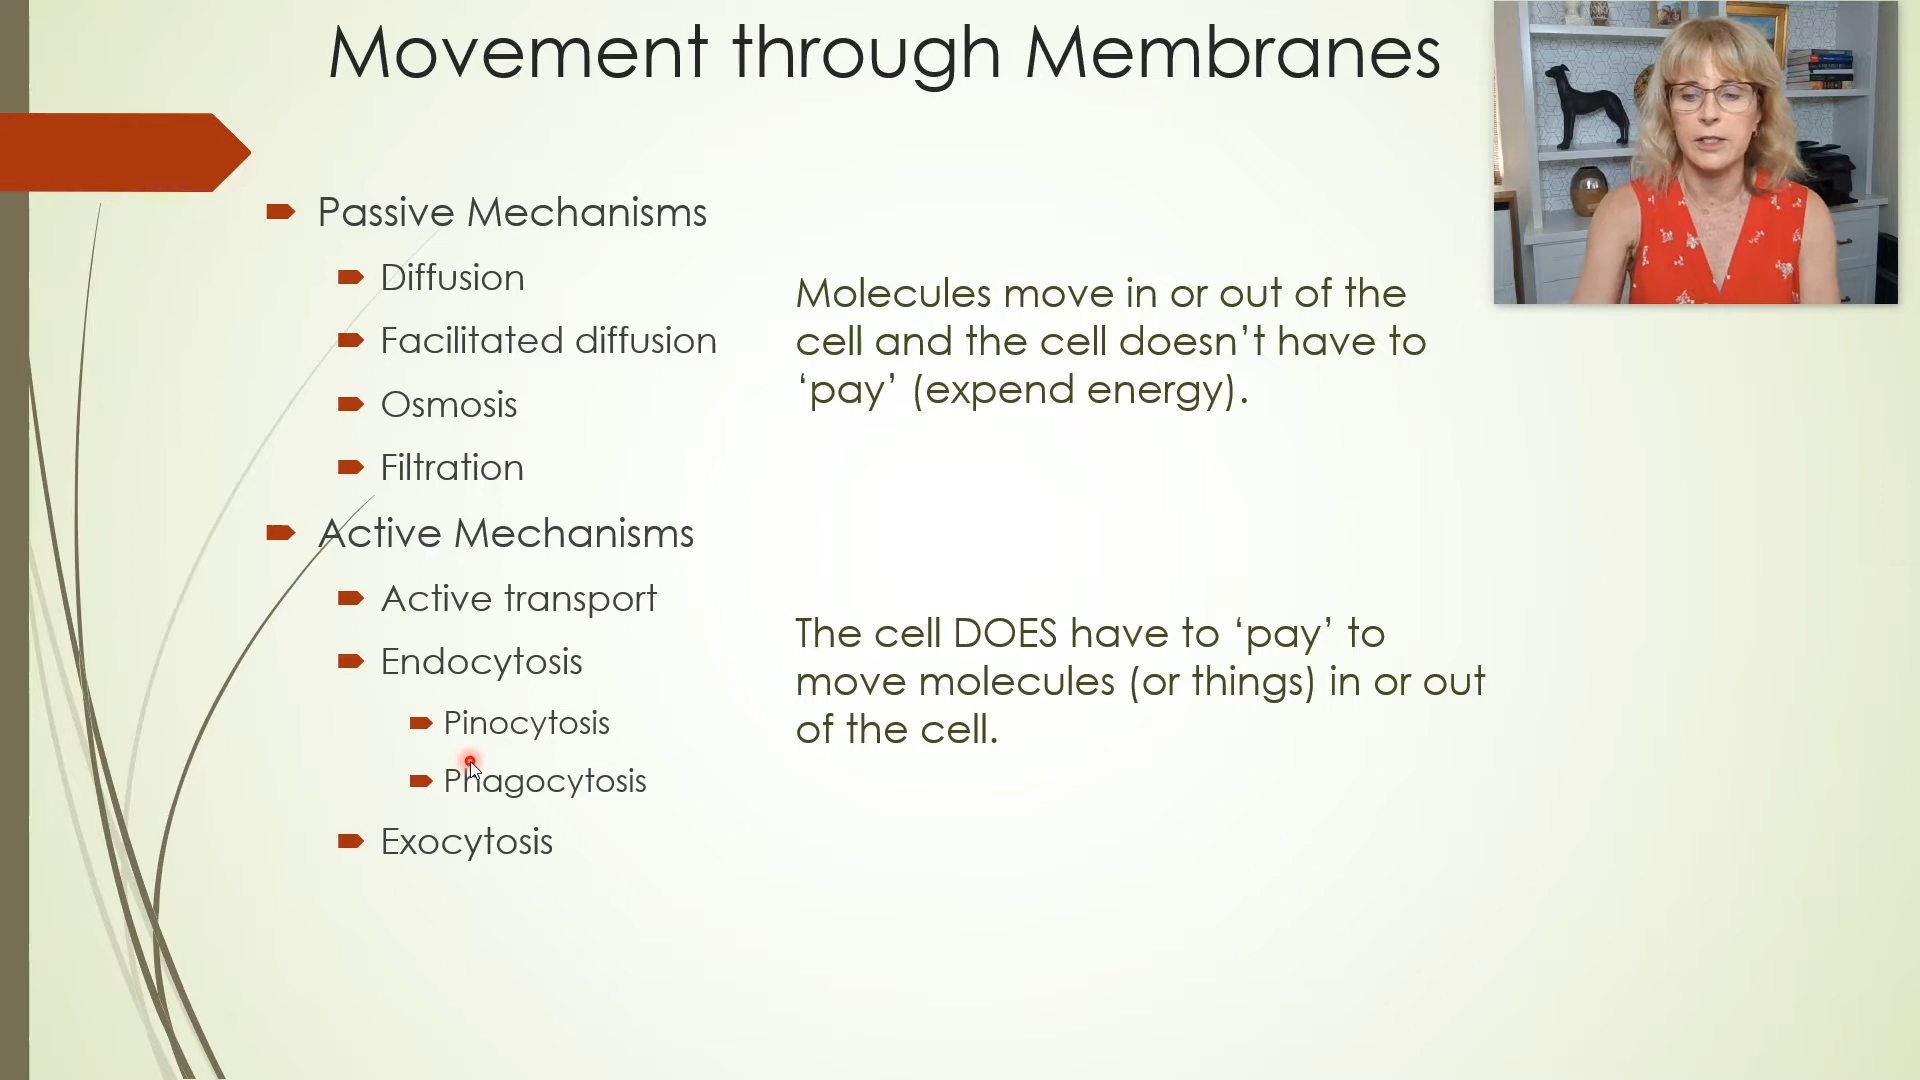 Movement through Membranes
Passive Mechanisms
Diffusion
Facilitated diffusion
Osmosis
Filtration
Molecules move in or out of the
cell and the cell doesn’t have to
‘pay’ (expend energy).
Active Mechanisms
Active transport
Endocytosis
Pinocytosis
Phagocytosis
Exocytosis
The cell DOES have to ‘pay’ to
move molecules (or things) in or out
of the cell.